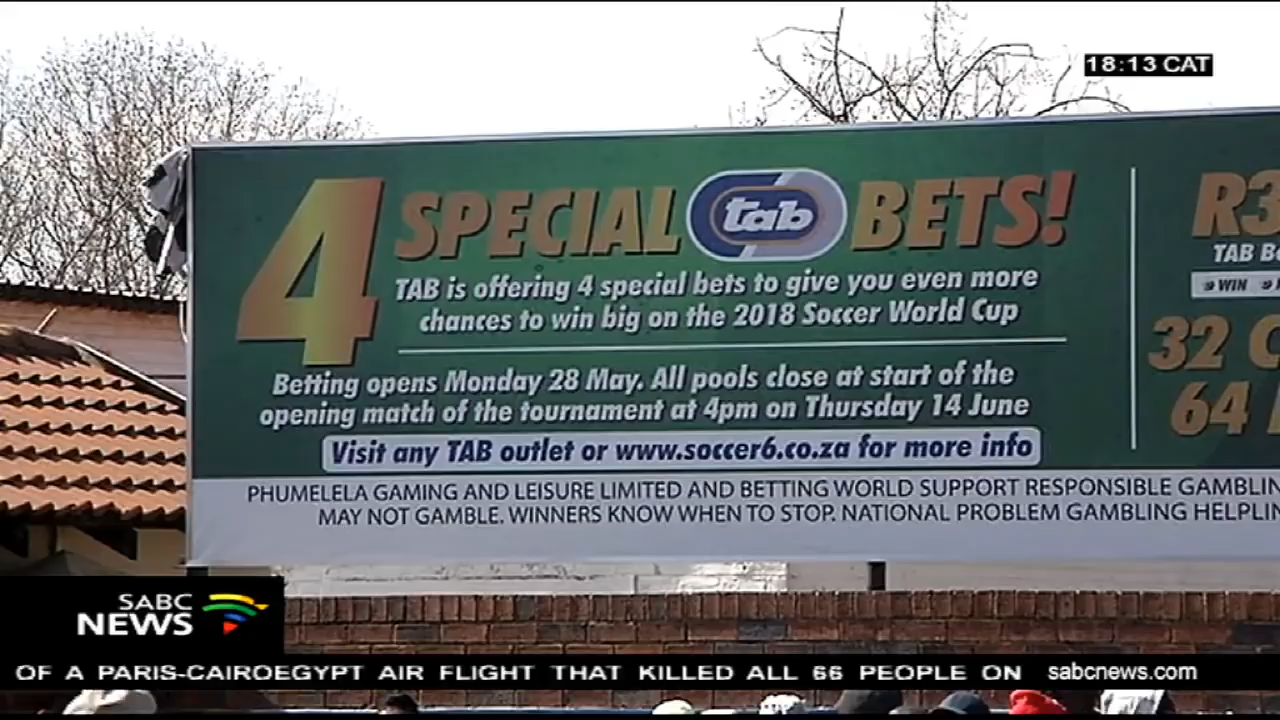 18:13 CAT
4 SPECIAL tab BETS!
TAB is offering 4 special bets to give you even more
chances to win big on the 2018 Soccer World Cup
Betting opens Monday 28 May. All pools close at start of the
opening match of the tournament at 4pm on Thursday 14 June
Visit any TAB outlet or www.soccer6.co.za for more info
R3
TAB
WIN
32
64
PHUMELELA GAMING AND LEISURE LIMITED AND BETTING WORLD SUPPORT RESPONSIBLE
MAY NOT GAMBLE. WINNERS KNOW WHEN TO STOP. NATIONAL PROBLEM GAMBLING
SABC
NEWS
OF A PARIS-CAIROEGYPT AIR FLIGHT THAT KILLED ALL 66 PEOPLE ON sabcnews.com